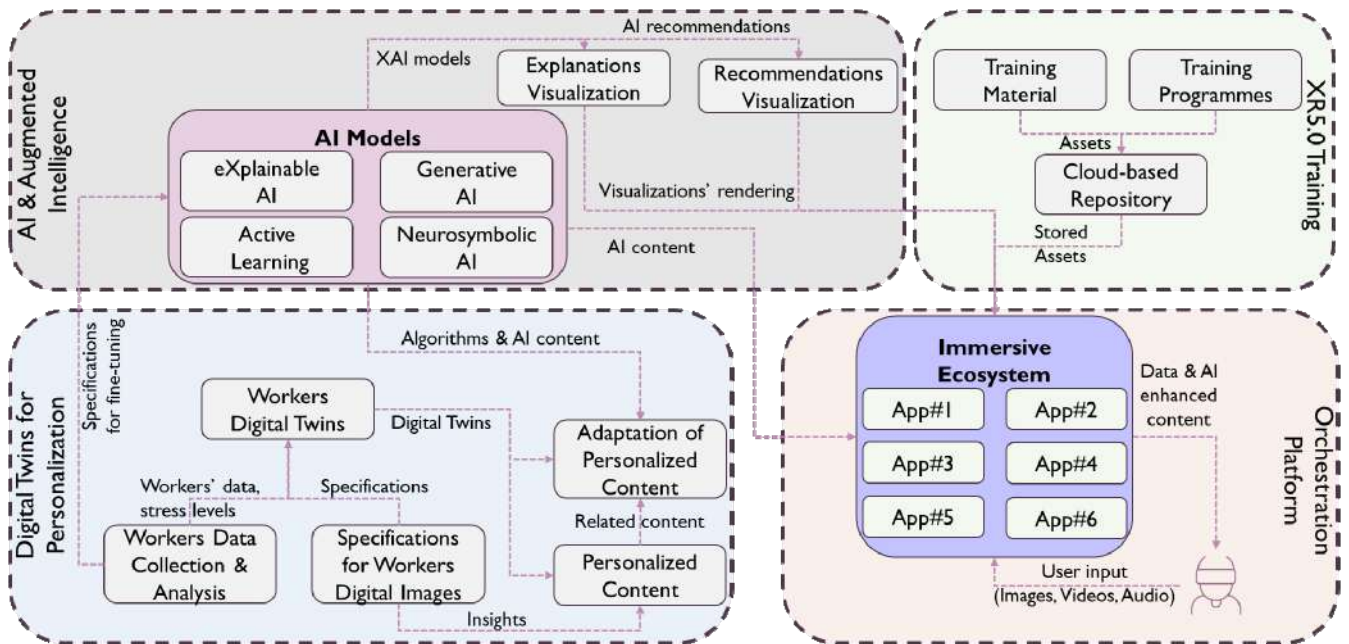 AI & Augmented
Intelligence
AI recommendations
XAI models
Explanations
Visualization
Recommendations
Visualization
AI Models
eXplainable
AI
Generative
AI
Active
Learning
Neurosymbolic
AI
Visualizations' rendering
AI content
XR5.0 Training
Training
Material
Training
Programmes
Assets
Cloud-based
Repository
Stored
Assets
Digital Twins for
Personalization
Specifications
for fine-tuning
Algorithms & AI content
Workers
Digital Twins
Digital Twins
Adaptation of
Personalized
Content
Workers' data,
stress levels
Specifications
Related content
Workers Data
Collection &
Analysis
Specifications
for Workers
Digital Images
Personalized
Content
Insights
Orchestration
Platform
Immersive
Ecosystem
App#1
App#2
App#3
App#4
App#5
App#6
Data & AI
enhanced
content
User input
(Images, Videos, Audio)